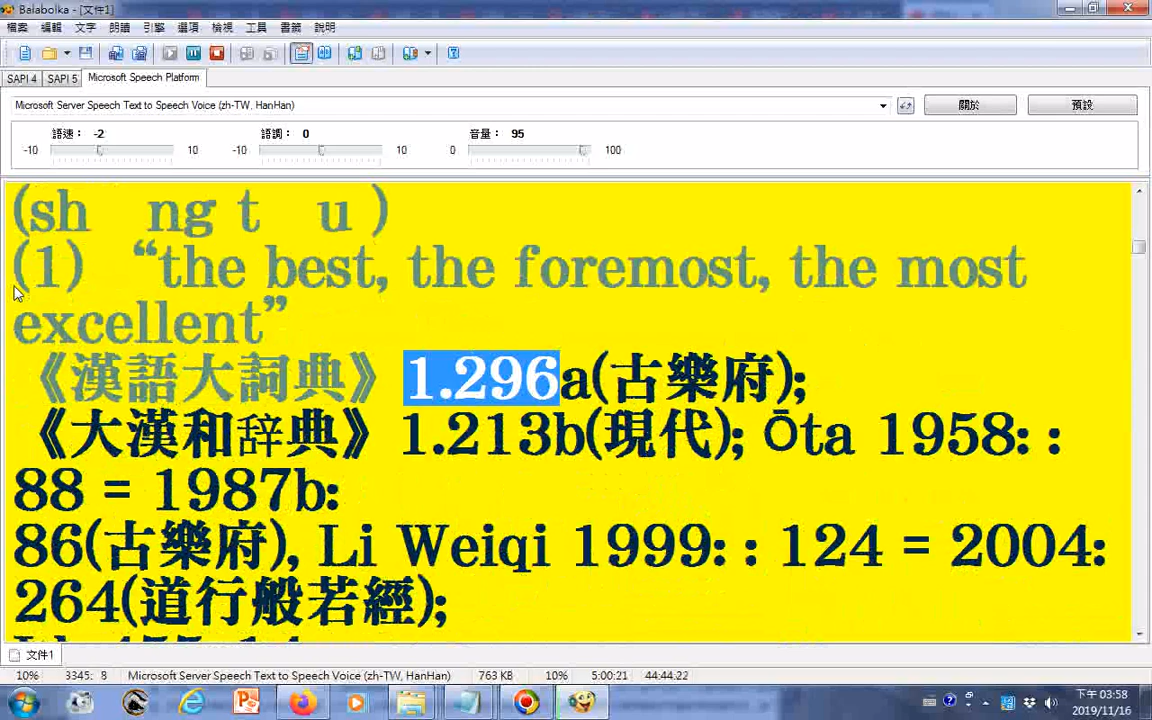 Balabolka - [文件1]
檔案 編輯 文字 朗讀 引擎 選項 檢視 工具 書籤 說明
SAPI 4 SAPI 5 Microsoft Speech Platform
Microsoft Server Speech Text to Speech Voice (zh-TW, HanHan) 關於 預設
語速： -2 語調： 0 音量： 95
-10 10 -10 10 0 100
(sh ng t u )
(1) “the best, the foremost, the most
excellent”
《漢語大詞典》 1.296a(古樂府);
《大漢和辞典》 1.213b(現代); Ōta 1958: :
88 = 1987b:
86(古樂府), Li Weiqi 1999: : 124 = 2004:
264(道行般若經);
文件1
10% 3345: 8 Microsoft Server Speech Text to Speech Voice (zh-TW, HanHan) 763 KB 10% 5:00:21 44:44:22
下午 03:58
2019/11/16